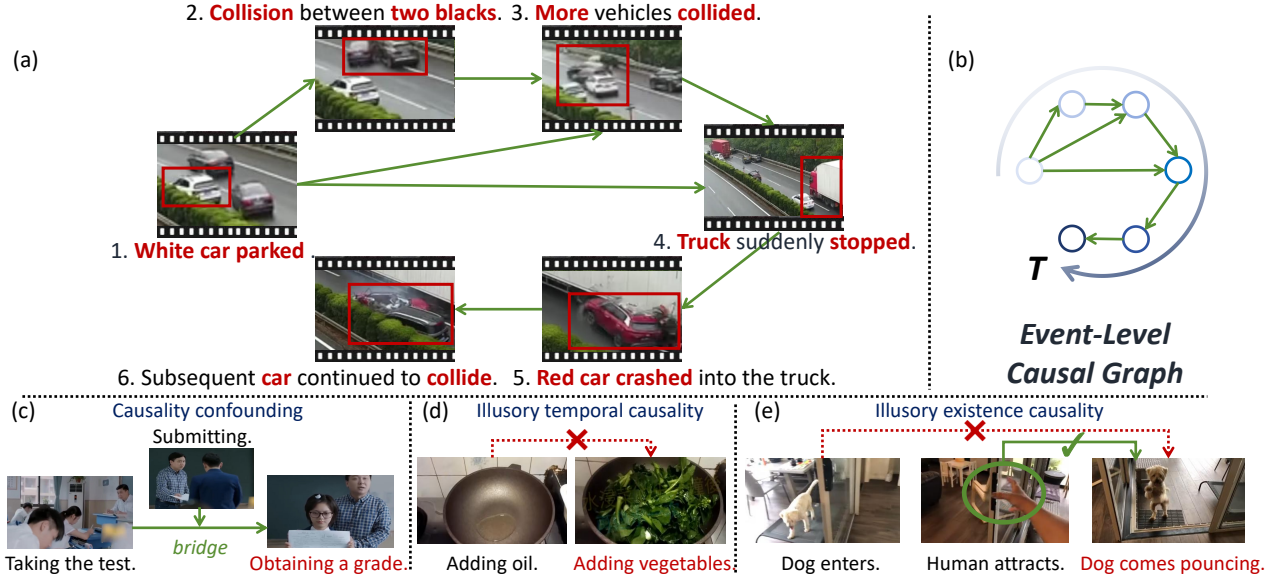 2. Collision between two blacks. 3. More vehicles collided.
(a)
(b)
1. White car parked .
4. Truck suddenly stopped.
T
Event-Level
Causal Graph
6. Subsequent car continued to collide. 5. Red car crashed into the truck.
(c) Causality confounding
Submitting.
bridge
Taking the test. Obtaining a grade.
(d) Illusory temporal causality
Adding oil. Adding vegetables.
(e) Illusory existence causality
Dog enters. Human attracts. Dog comes pouncing.